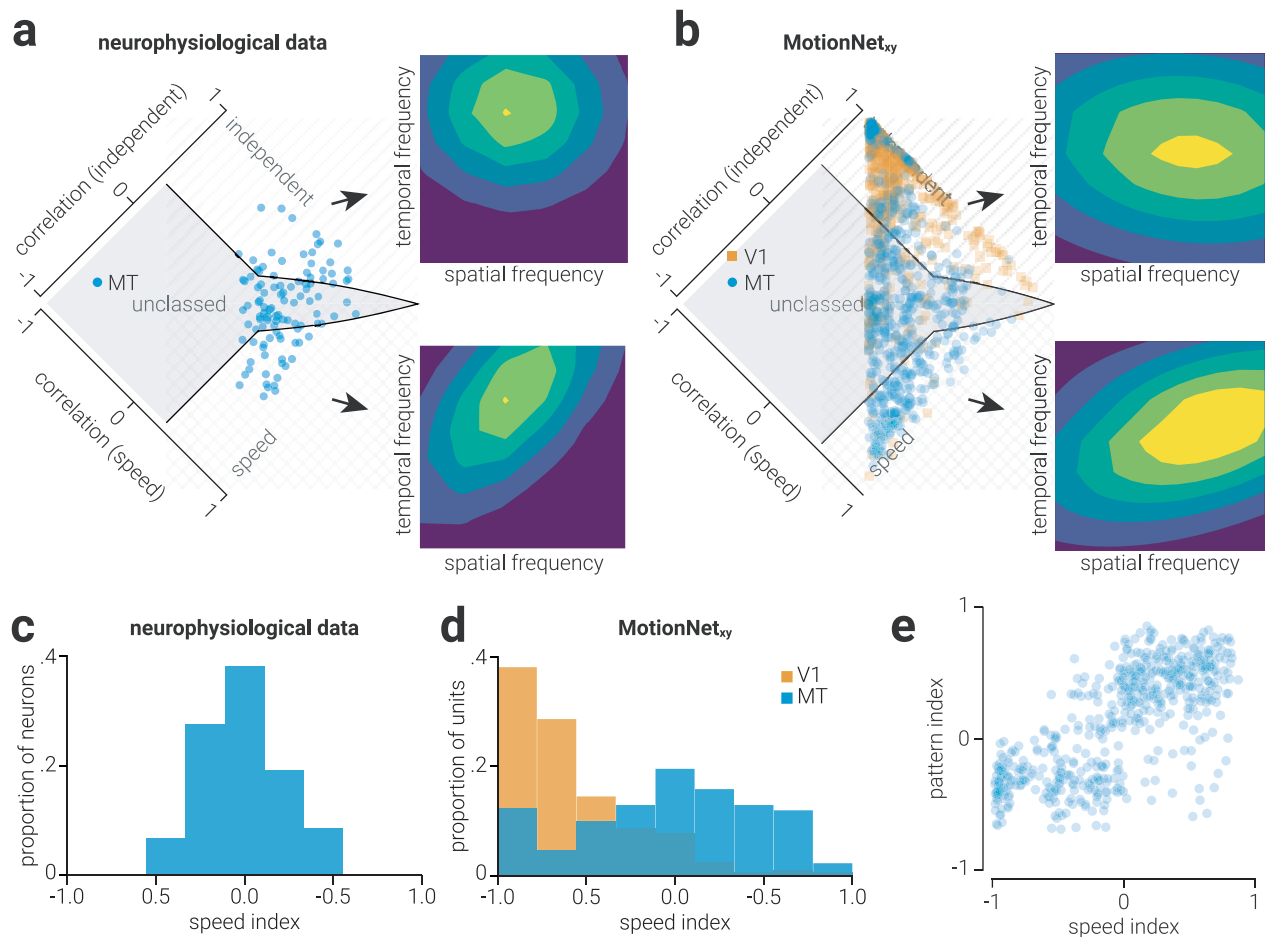 a
neurophysiological data
correlation (independent)
1
0
-1
independent
MT
unclassed
-1
0
1
correlation (speed)
speed
temporal frequency
spatial frequency
temporal frequency
spatial frequency
b
MotionNetxy
correlation (independent)
1
0
-1
V1
MT
unclassed
-1
0
1
correlation (speed)
speed
temporal frequency
spatial frequency
temporal frequency
spatial frequency
c
neurophysiological data
proportion of neurons
.4
.2
0
-1.0 0.5 0.0 -0.5 1.0
speed index
d
MotionNetxy
proportion of units
.4
.2
0
V1
MT
-1.0 0.5 0.0 -0.5 1.0
speed index
e
pattern index
1
0
-1
-1 0 1
speed index